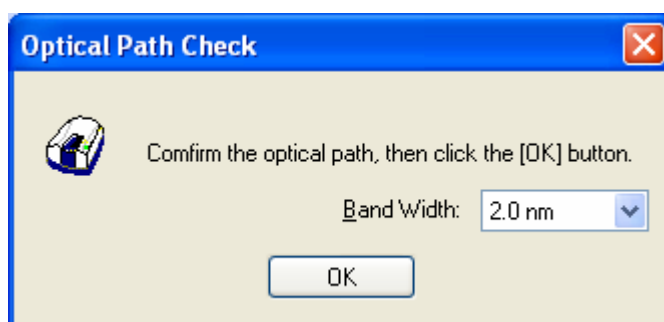 Optical Path Check
Comfirm the optical path, then click the [OK] button.
Band Width: 2.0 nm
OK